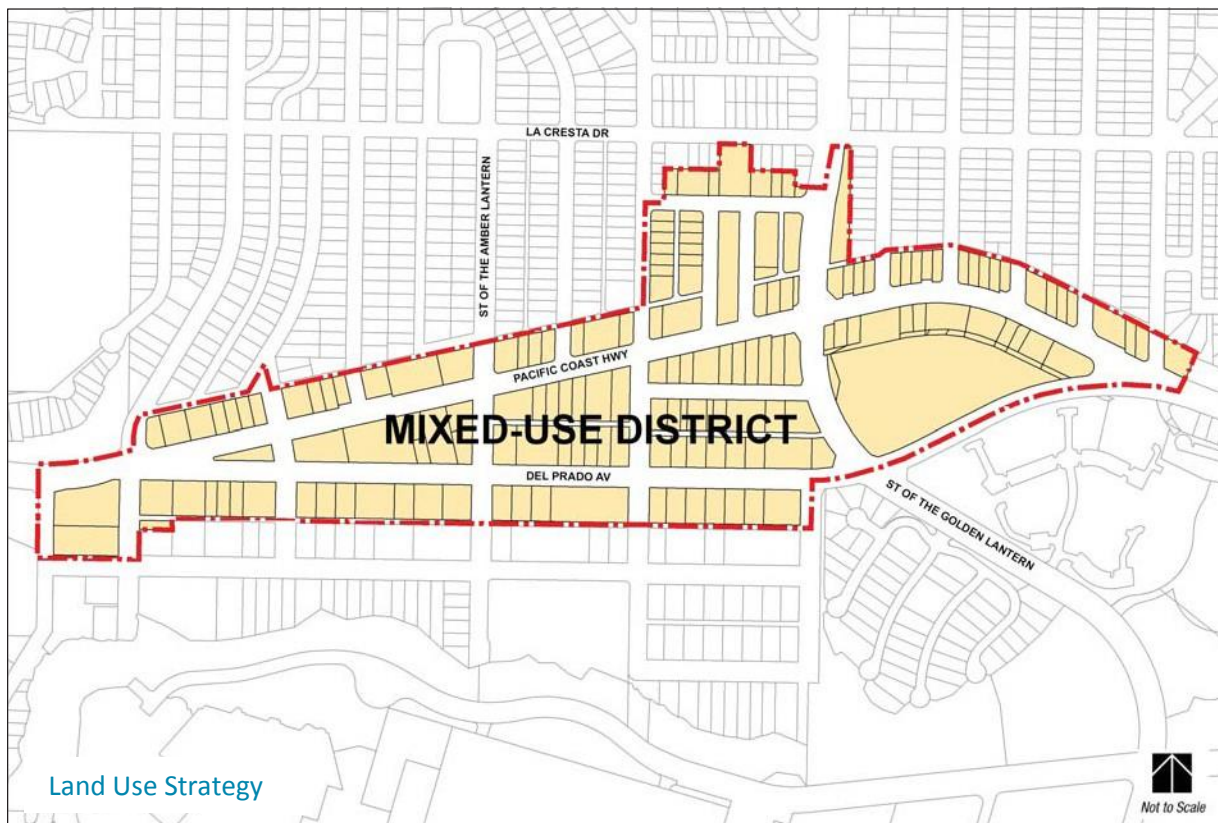 LA CRESTA DR
ST OF THE AMBER LANTERN
PACIFIC COAST HWY
MIXED-USE DISTRICT
DEL PRADO AV
ST OF THE GOLDEN LANTERN
Land Use Strategy
Not to Scale